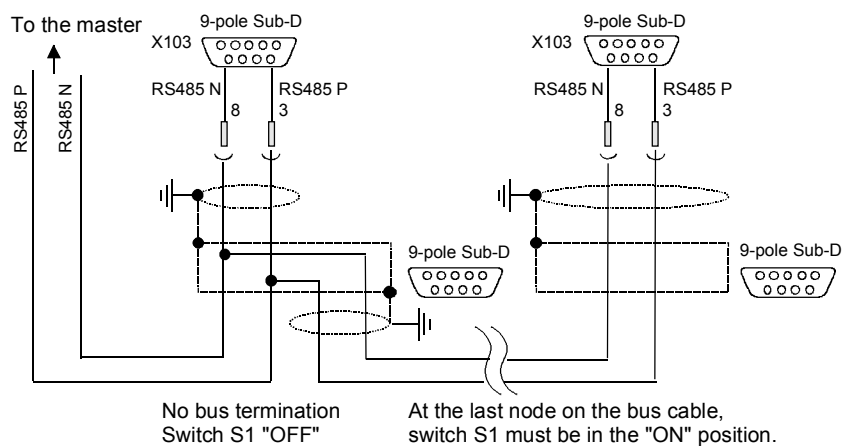 To the master
RS485 P
RS485 N
9-pole Sub-D
X103
RS485 N
RS485 P
8
3
9-pole Sub-D
X103
RS485 N
RS485 P
8
3
9-pole Sub-D
9-pole Sub-D
No bus termination
Switch S1 "OFF"
At the last node on the bus cable,
switch S1 must be in the "ON" position.